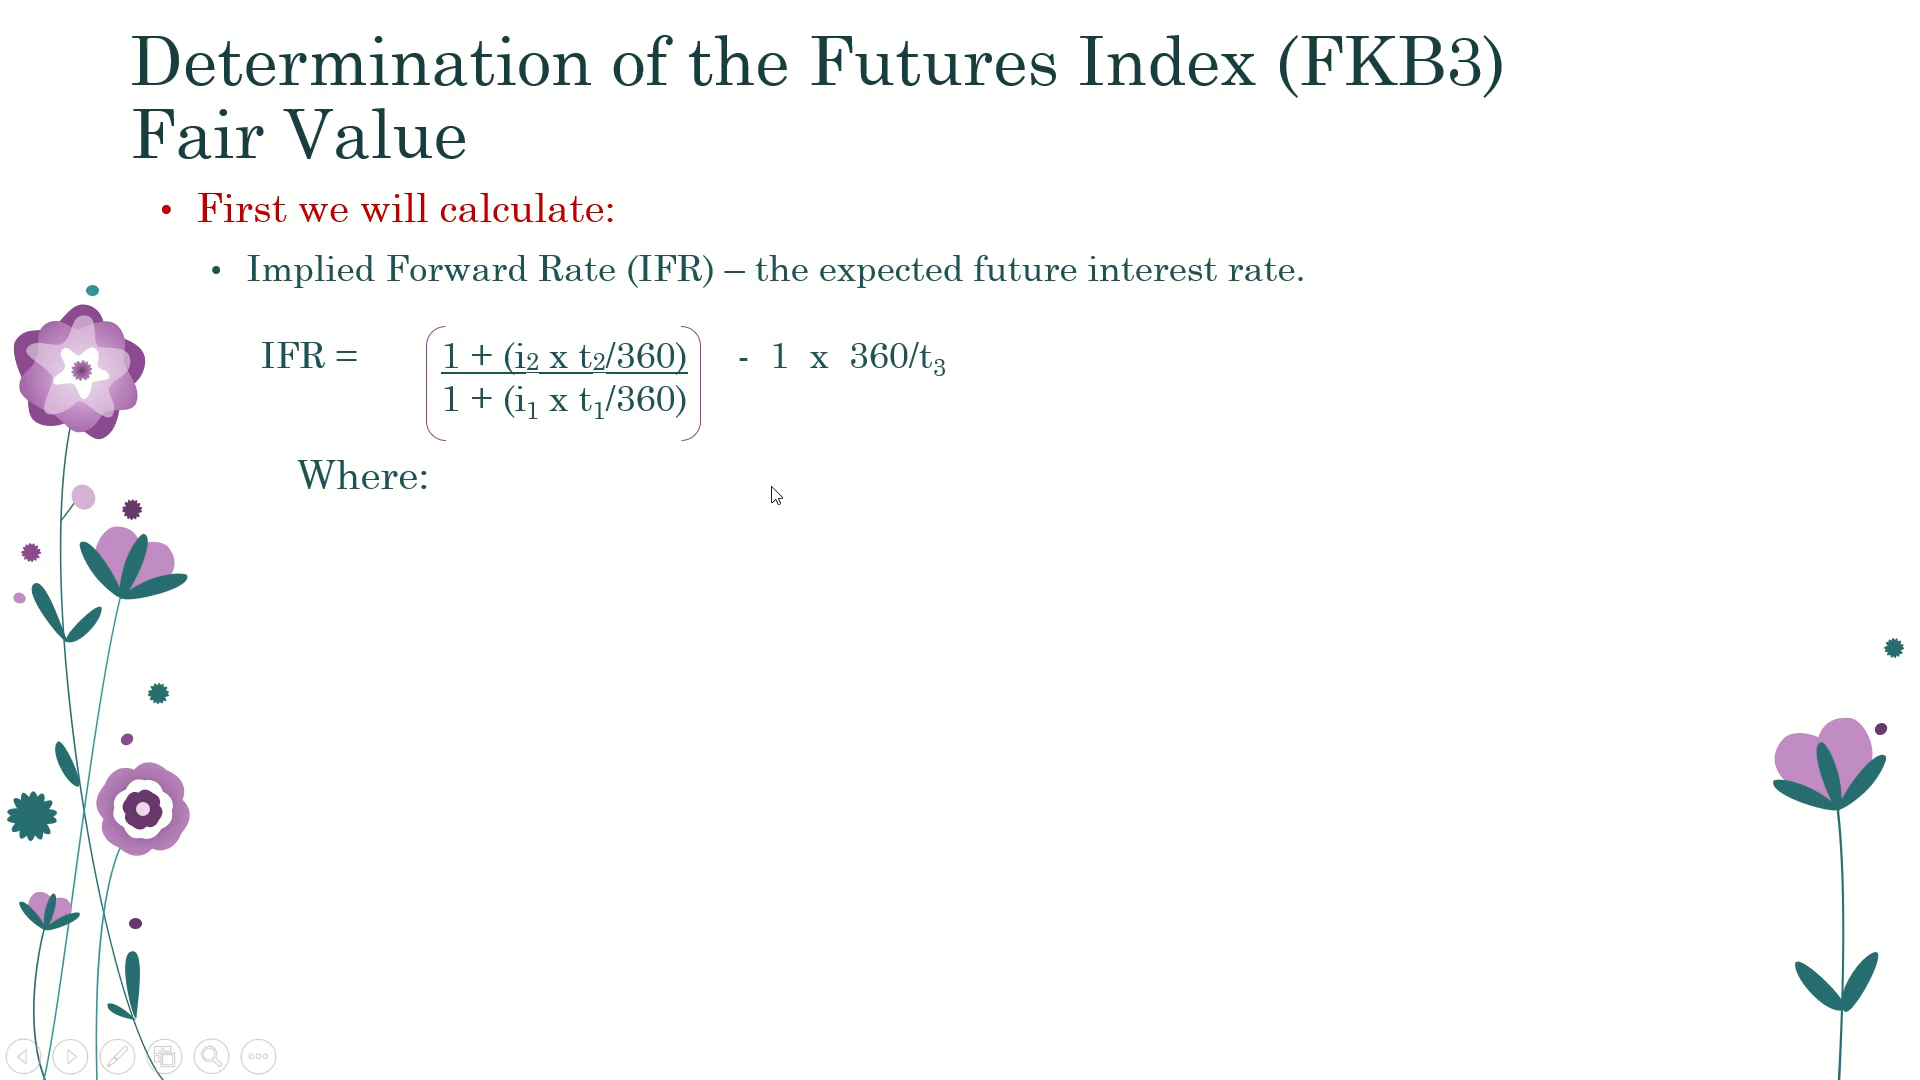 Determination of the Futures Index (FKB3)
Fair Value
• First we will calculate:
• Implied Forward Rate (IFR) – the expected future interest rate.
IFR = 1 + (i₂ x t₂/360) - 1 x 360/t₃
1 + (i₁ x t₁/360)
Where: